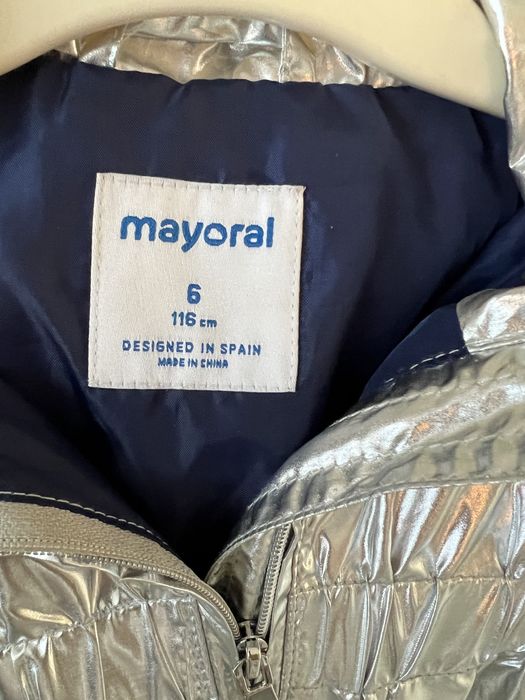 mayoral
6
116 cm
DESIGNED IN SPAIN
MADE IN CHINA